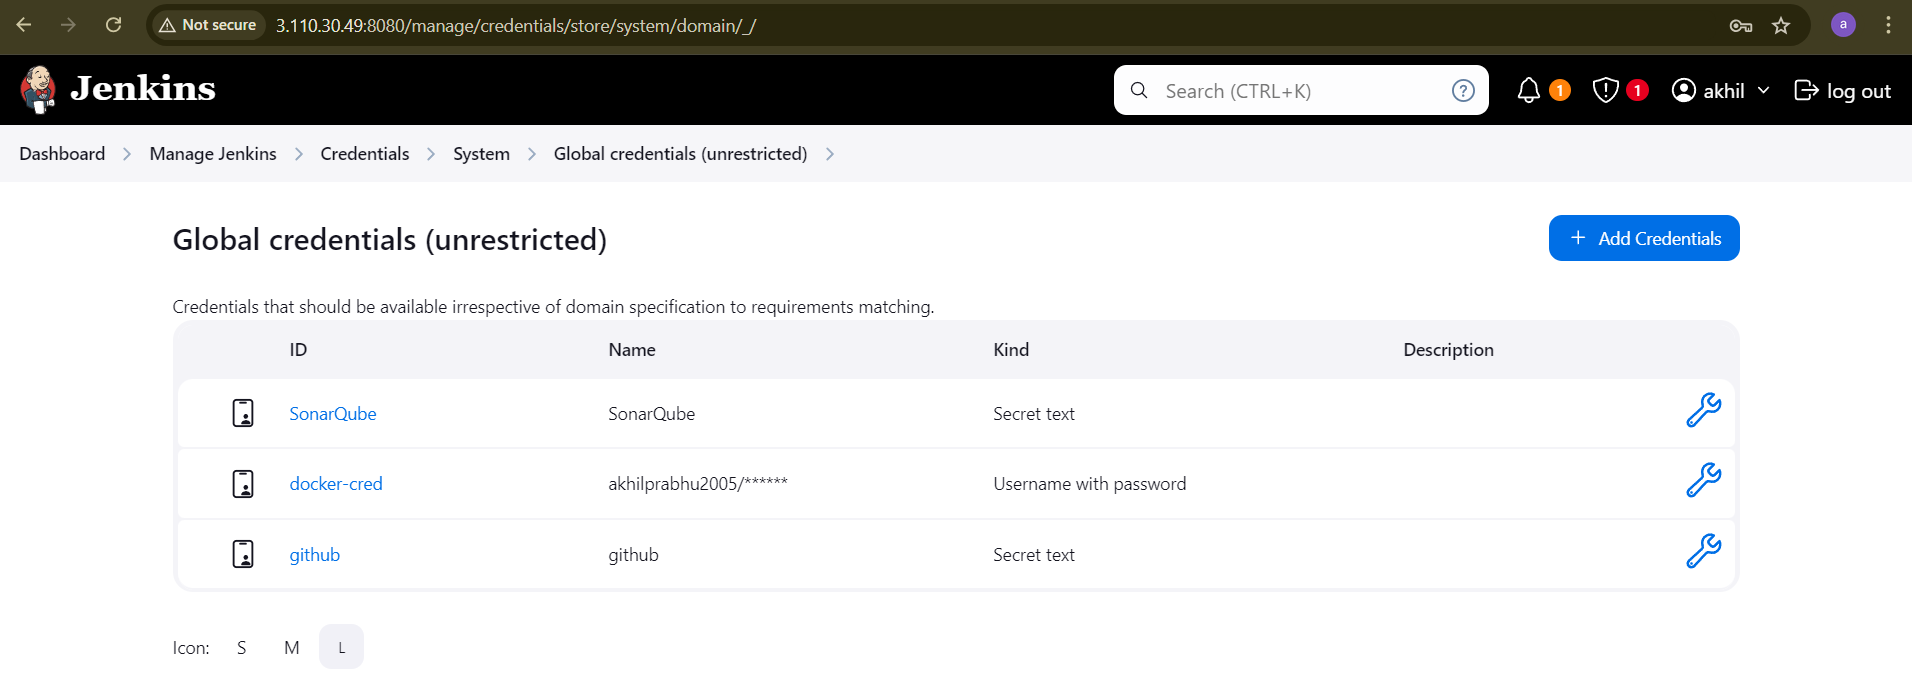 Not secure 3.110.30.49:8080/manage/credentials/store/system/domain/_/ a
Jenkins Search (CTRL+K) ? 1 1 akhil log out
Dashboard Manage Jenkins Credentials System Global credentials (unrestricted)
Global credentials (unrestricted) + Add Credentials
Credentials that should be available irrespective of domain specification to requirements matching.
ID Name Kind Description
SonarQube SonarQube Secret text
docker-cred akhilprabhu2005/****** Username with password
github github Secret text
Icon: S M L